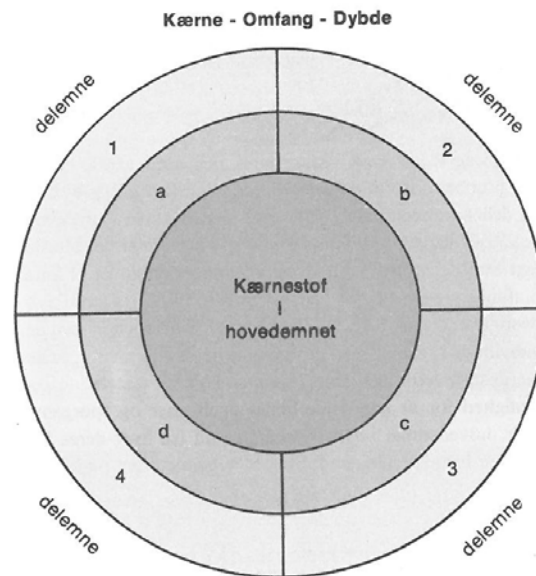 Kærne - Omfang - Dybde
delemne
delemne
1
2
a
b
Kærnestof
i
hovedemnet
d
c
4
3
delemne
delemne